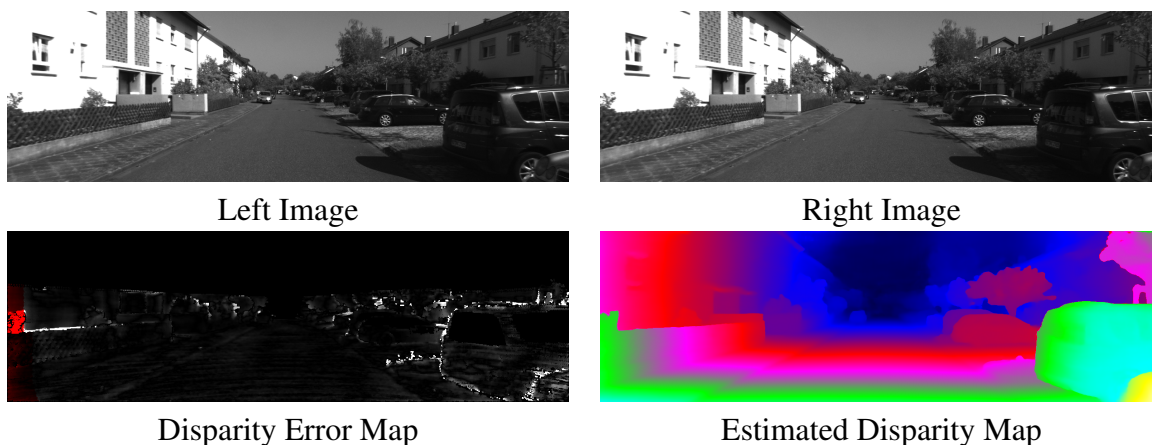 Left Image
Right Image
Disparity Error Map
Estimated Disparity Map